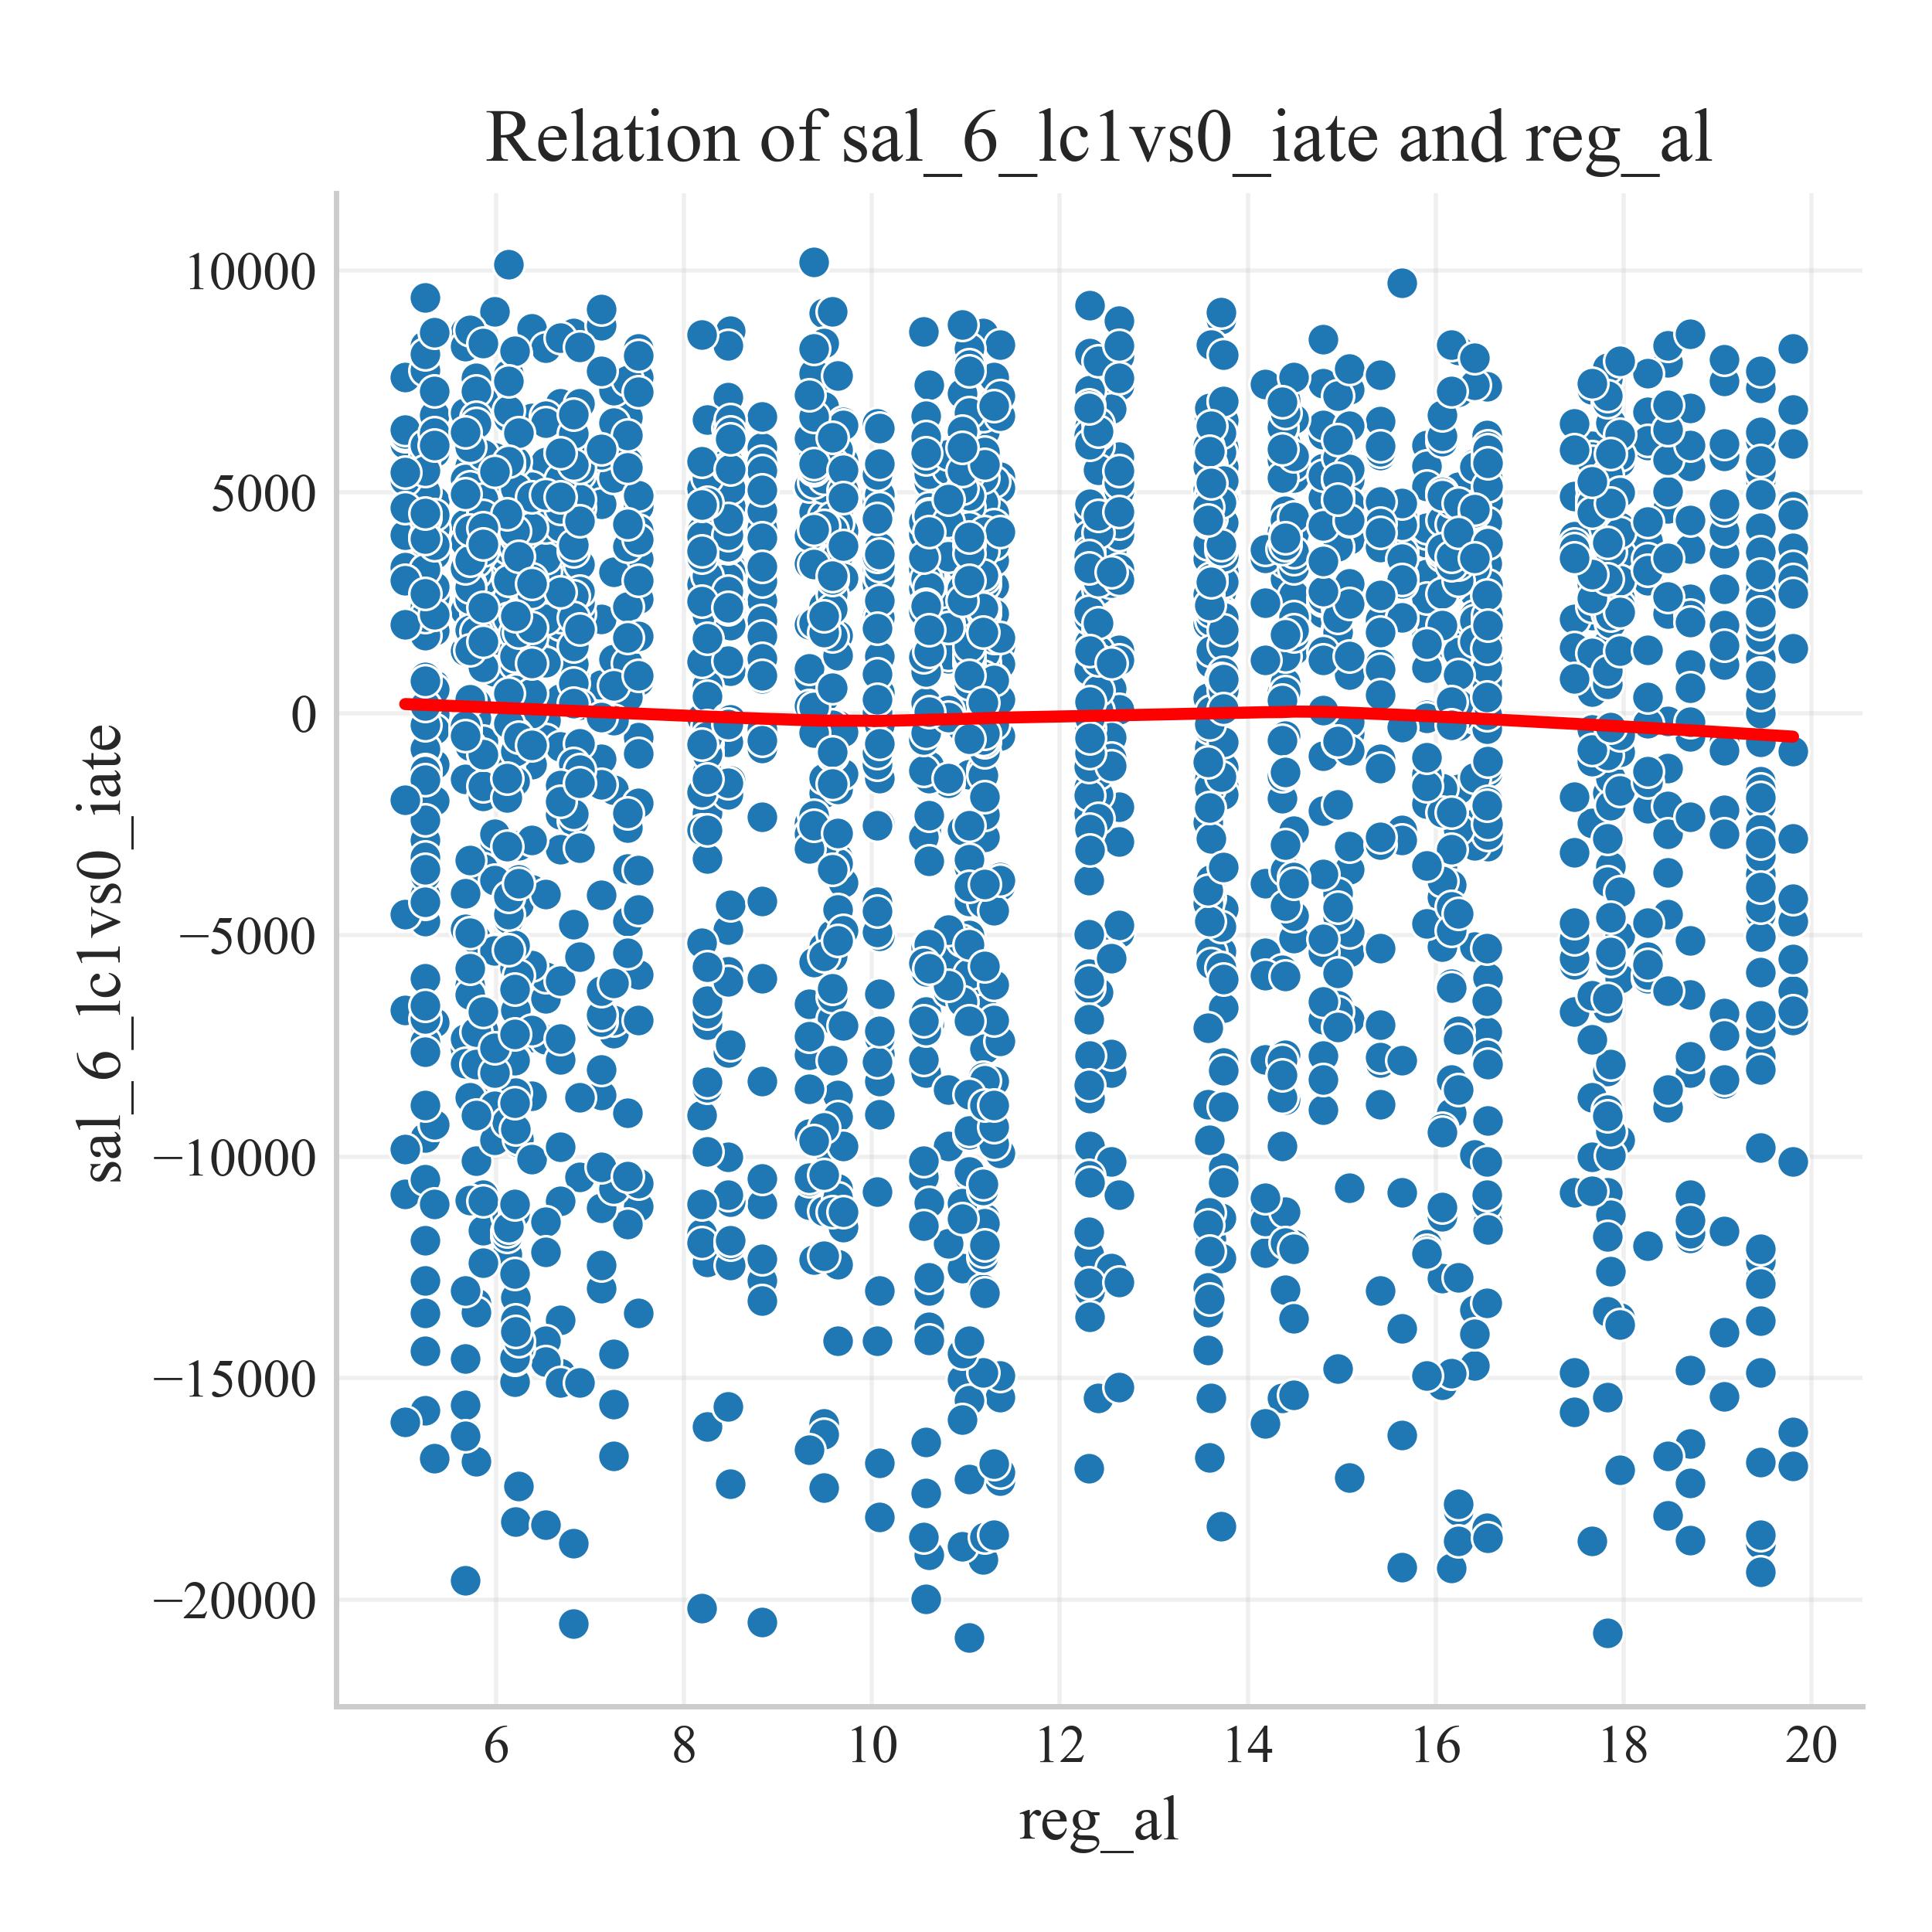 Relation of sal_6_lc1vs0_iate and reg_al
sal_6_lc1vs0_iate
10000
5000
0
−5000
−10000
−15000
−20000
6 8 10 12 14 16 18 20
reg_al